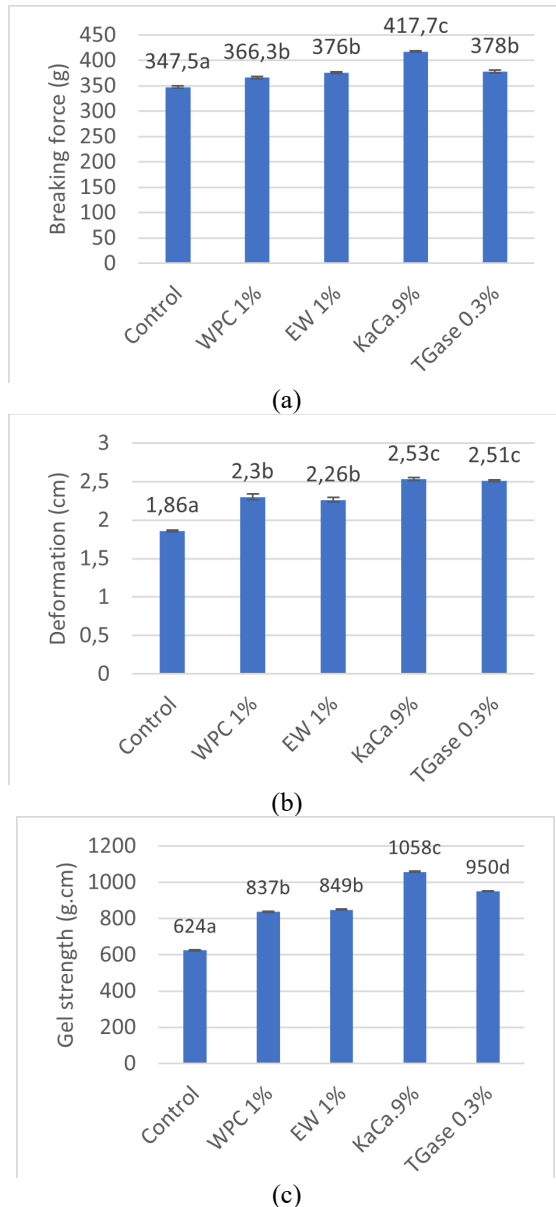 Breaking force (g)
450
400
350
300
250
200
150
100
50
0
347,5a
366,3b
376b
417,7c
378b
Control
WPC 1%
EW 1%
KaCa.9%
TGase 0.3%
(a)
Deformation (cm)
3
2,5
2
1,5
1
0,5
0
1,86a
2,3b
2,26b
2,53c
2,51c
Control
WPC 1%
EW 1%
KaCa.9%
TGase 0.3%
(b)
Gel strength (g.cm)
1200
1000
800
600
400
200
0
624a
837b
849b
1058c
950d
Control
WPC 1%
EW 1%
KaCa.9%
TGase 0.3%
(c)